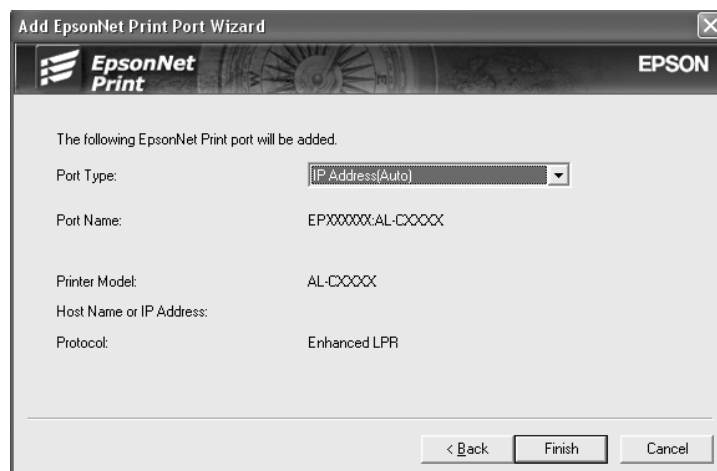 Add EpsonNet Print Port Wizard
EpsonNet
Print
EPSON
The following EpsonNet Print port will be added.
Port Type: IP Address(Auto)
Port Name: EPXXXXXX:AL-CXXXX
Printer Model: AL-CXXXX
Host Name or IP Address:
Protocol: Enhanced LPR
< Back Finish Cancel